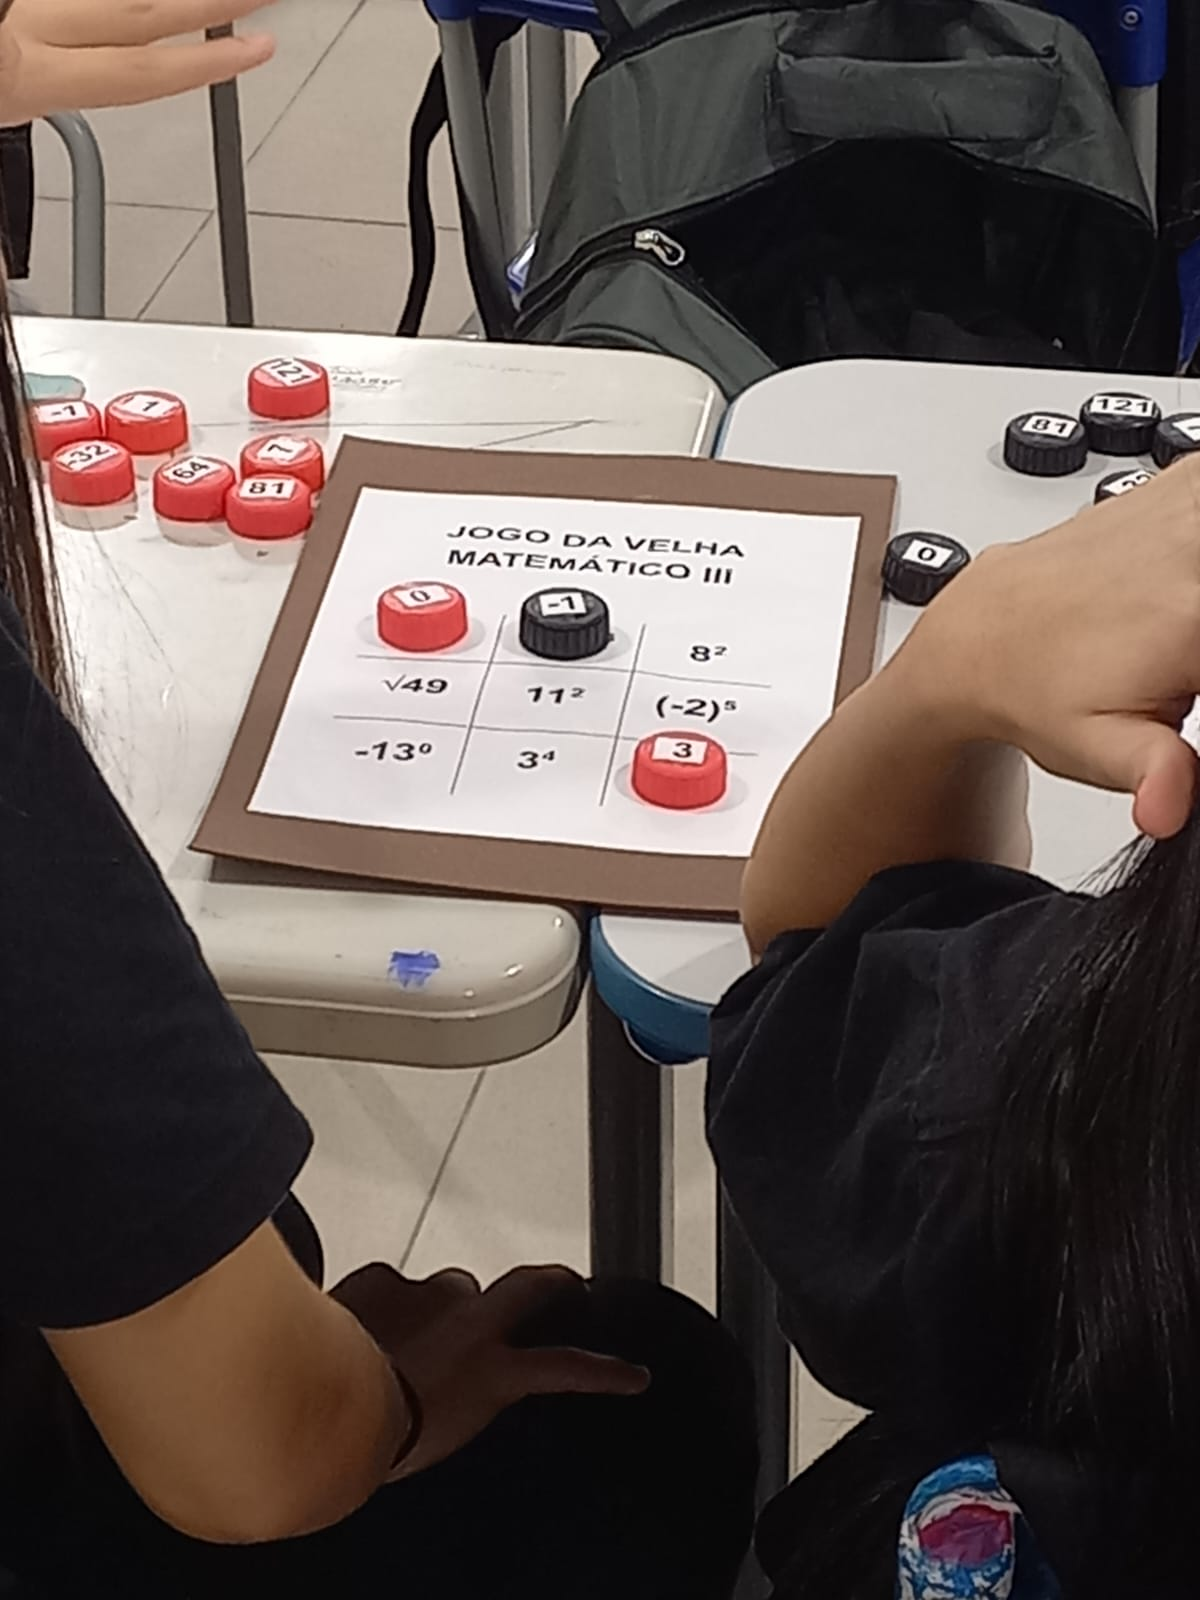 121
-1
1
-32
64
7
81
81
121
0
JOGO DA VELHA
MATEMÁTICO III
0 -1 8²
√49 11² (-2)⁵
-13⁰ 3⁴ 3